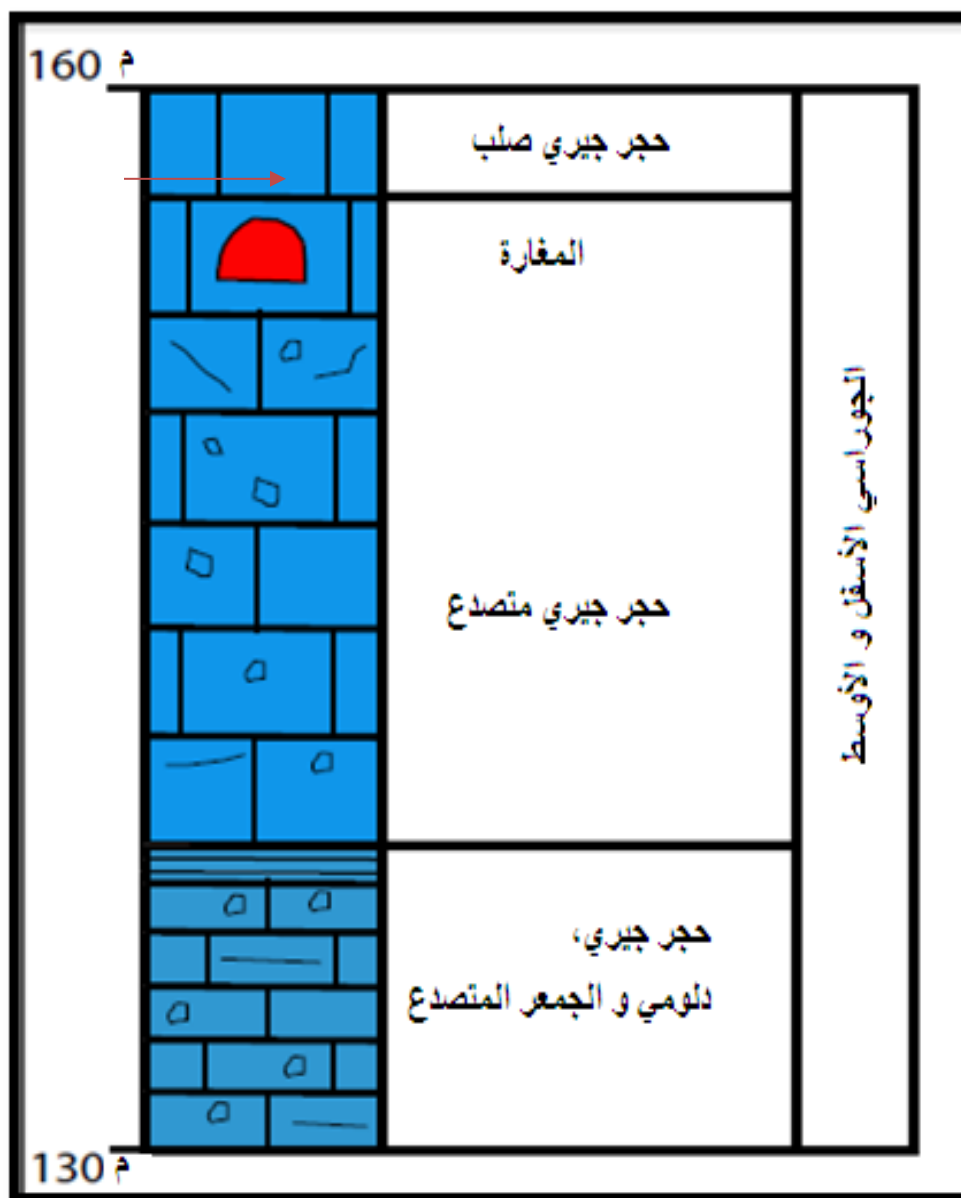 160 م
حجر جيري صلب
المغارة
حجر جيري متصدع
حجر جيري،
دلومي و الجمعر المتصدع
الجوراسي الأسفل و الأوسط
130 م